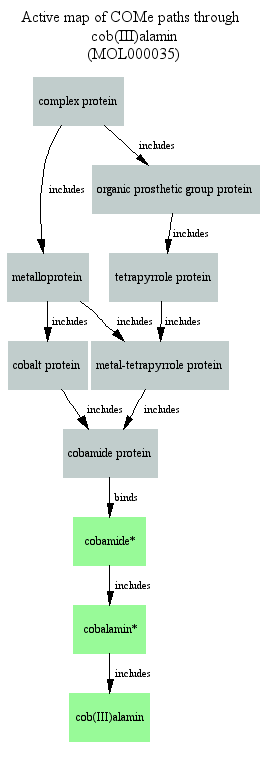 Active map of COMe paths through
cob(III)alamin
(MOL000035)
complex protein
includes
includes
organic prosthetic group protein
includes
metalloprotein
tetrapyrrole protein
includes
includes
includes
cobalt protein
metal-tetrapyrrole protein
includes
includes
cobamide protein
binds
cobamide*
includes
cobalamin*
includes
cob(III)alamin